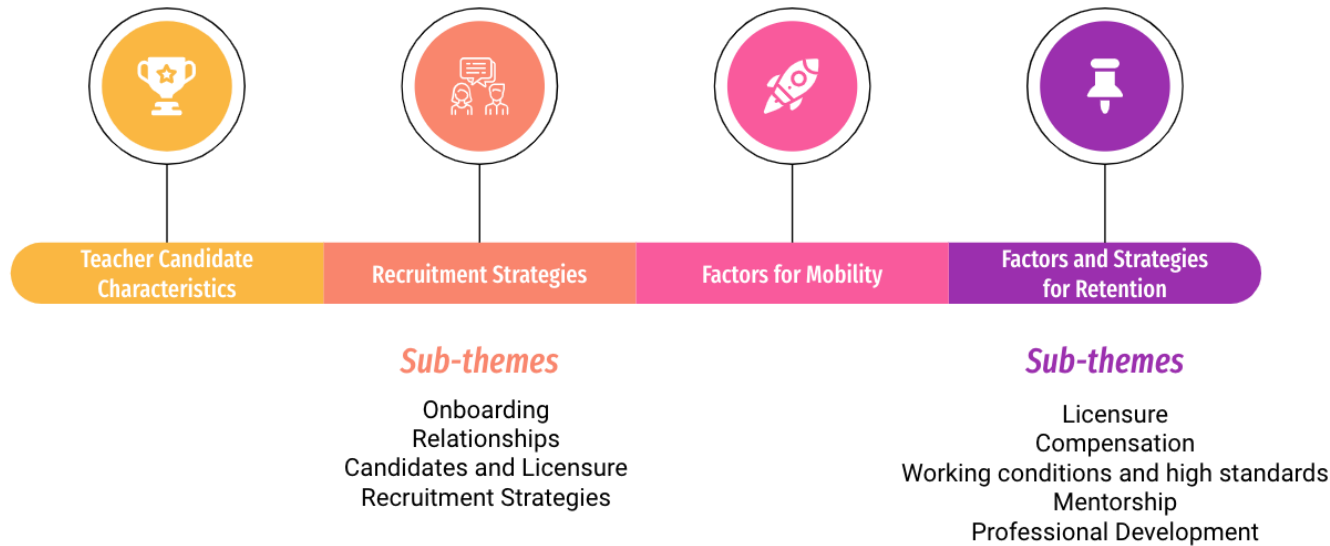 Teacher Candidate
Characteristics
Recruitment Strategies
Factors for Mobility
Factors and Strategies
for Retention
Sub-themes
Onboarding
Relationships
Candidates and Licensure
Recruitment Strategies
Sub-themes
Licensure
Compensation
Working conditions and high standards
Mentorship
Professional Development